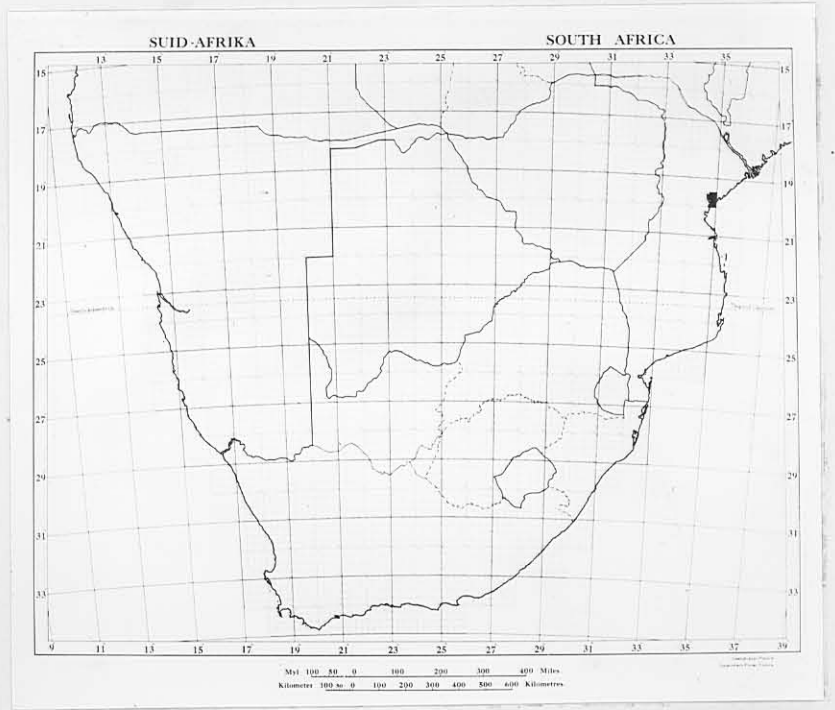 SUID-AFRIKA SOUTH AFRICA
13 15 17 19 21 23 25 27 29 31 33 35
15 15
17 17
19 19
21 21
23 23
25 25
27 27
29 29
31 31
33 33
9 11 13 15 17 19 21 23 25 27 29 31 33 35 37 39
Myl 100 50 0 100 200 300 400 Miles
Kilometer 100 50 0 100 200 300 400 500 600 Kilometres